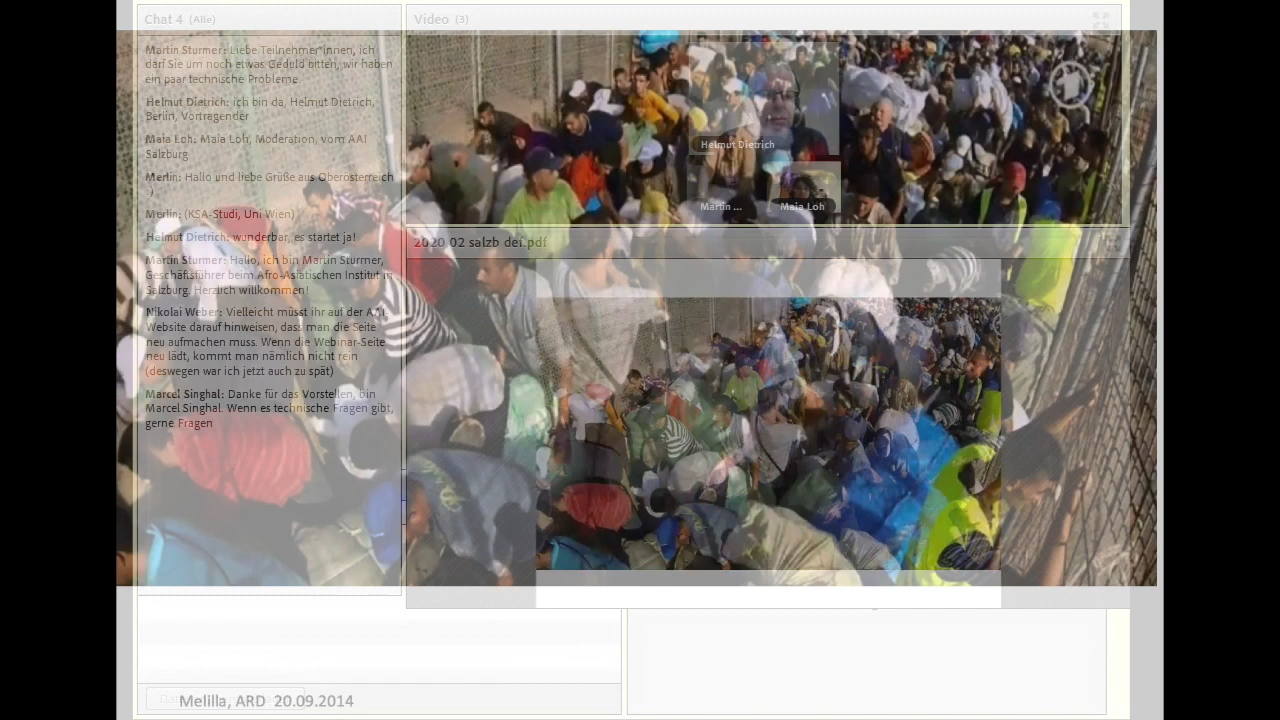 Chat 4 (Alle)
Martin Sturmer: Liebe Teilnehmer*innen, ich
darf Sie um noch etwas Geduld bitten, wir haben
ein paar technische Probleme.
Helmut Dietrich: ich bin da, Helmut Dietrich,
Berlin, Vortragender
Maia Loh: Maia Loh, Moderation, vom AAI
Salzburg
Merlin: Hallo und liebe Grüße aus Oberösterreich
:)
Merlin: (KSA-Studi, Uni Wien)
Helmut Dietrich: wunderbar, es startet ja!
Martin Sturmer: Hallo, ich bin Martin Sturmer,
Geschäftsführer beim Afro-Asiatischen Institut in
Salzburg. Herzlich willkommen!
Nikolai Weber: Vielleicht müsst ihr auf der AAI-
Website darauf hinweisen, dass man die Seite
neu aufmachen muss. Wenn die Webinar-Seite
neu lädt, kommt man nämlich nicht rein
(deswegen war ich jetzt auch zu spät)
Marcel Singhal: Danke für das Vorstellen, bin
Marcel Singhal. Wenn es technische Fragen gibt,
gerne Fragen
Video (3)
Helmut Dietrich
Martin ...
Maia Loh
2020 02 salzb def.pdf
Melilla, ARD 20.09.2014